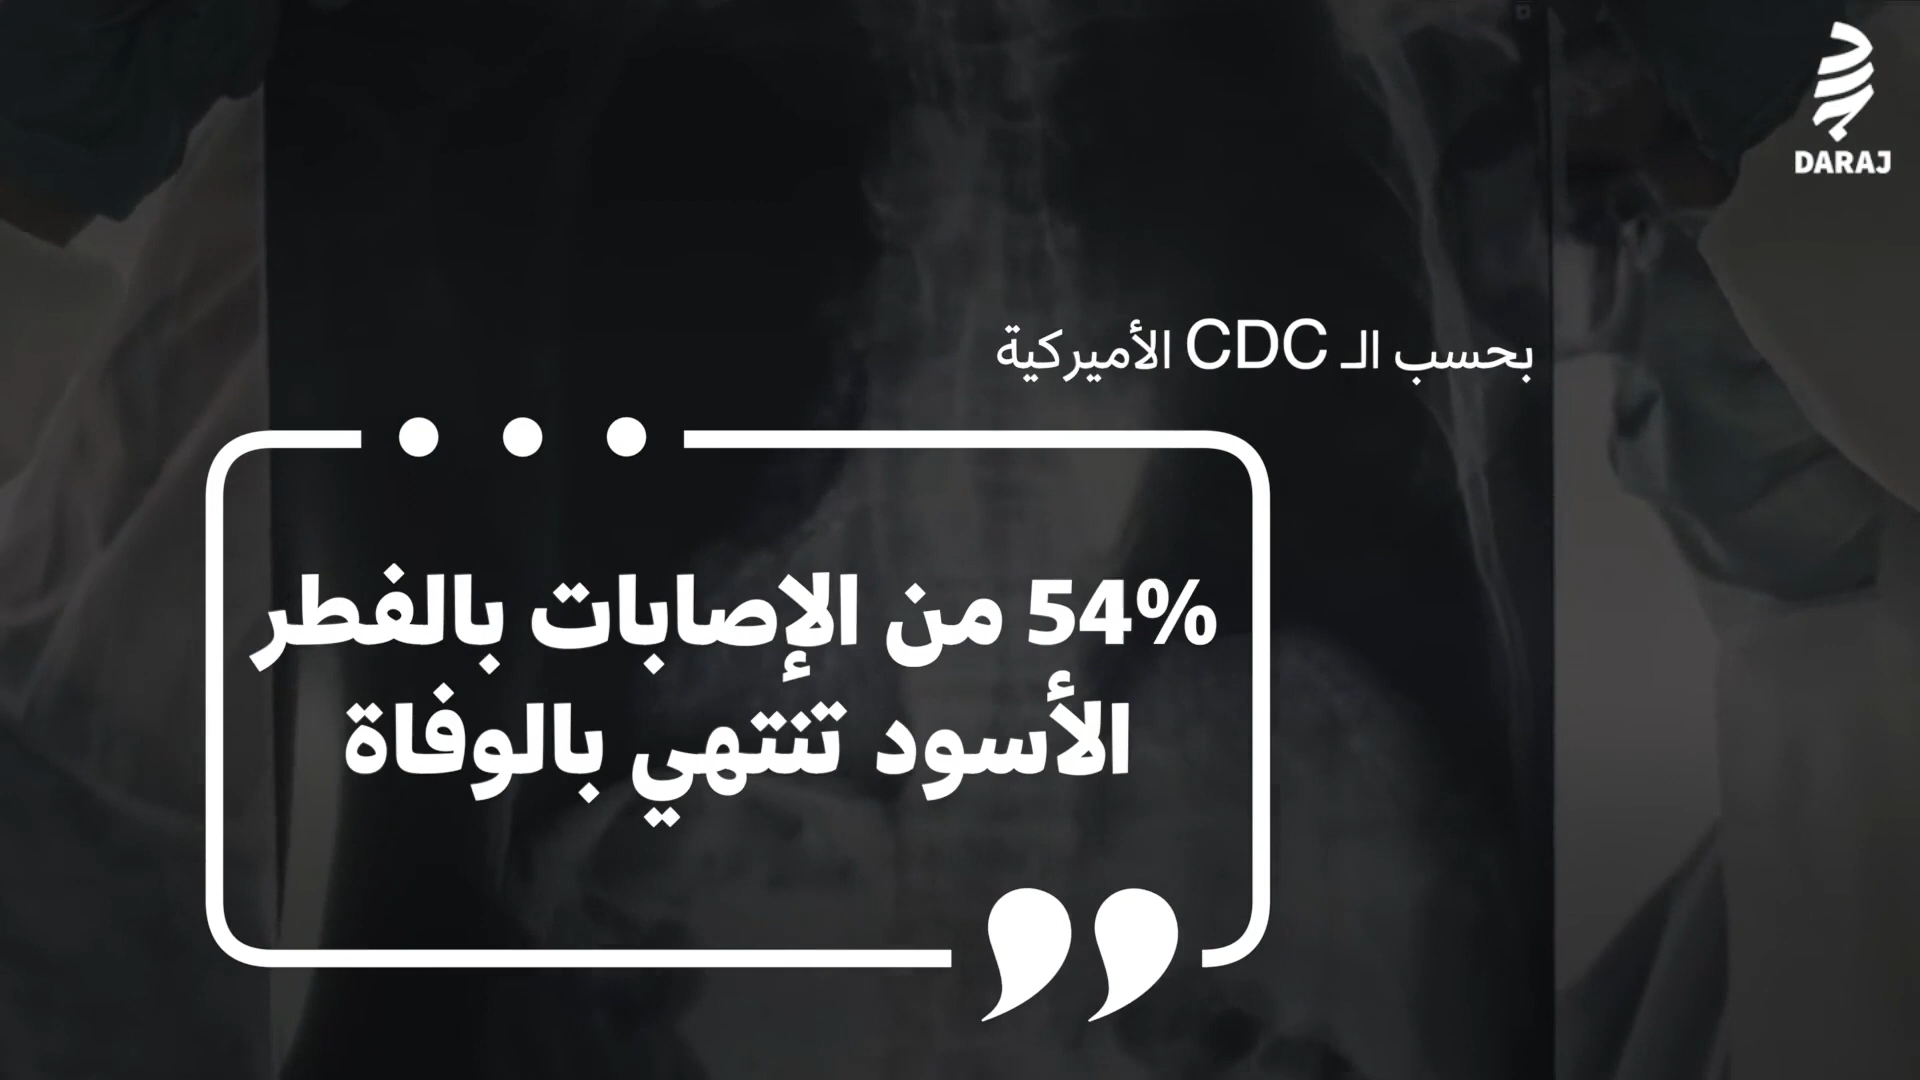 DARAJ
بحسب الـ CDC الأميركية
54% من الإصابات بالفطر
الأسود تنتهي بالوفاة